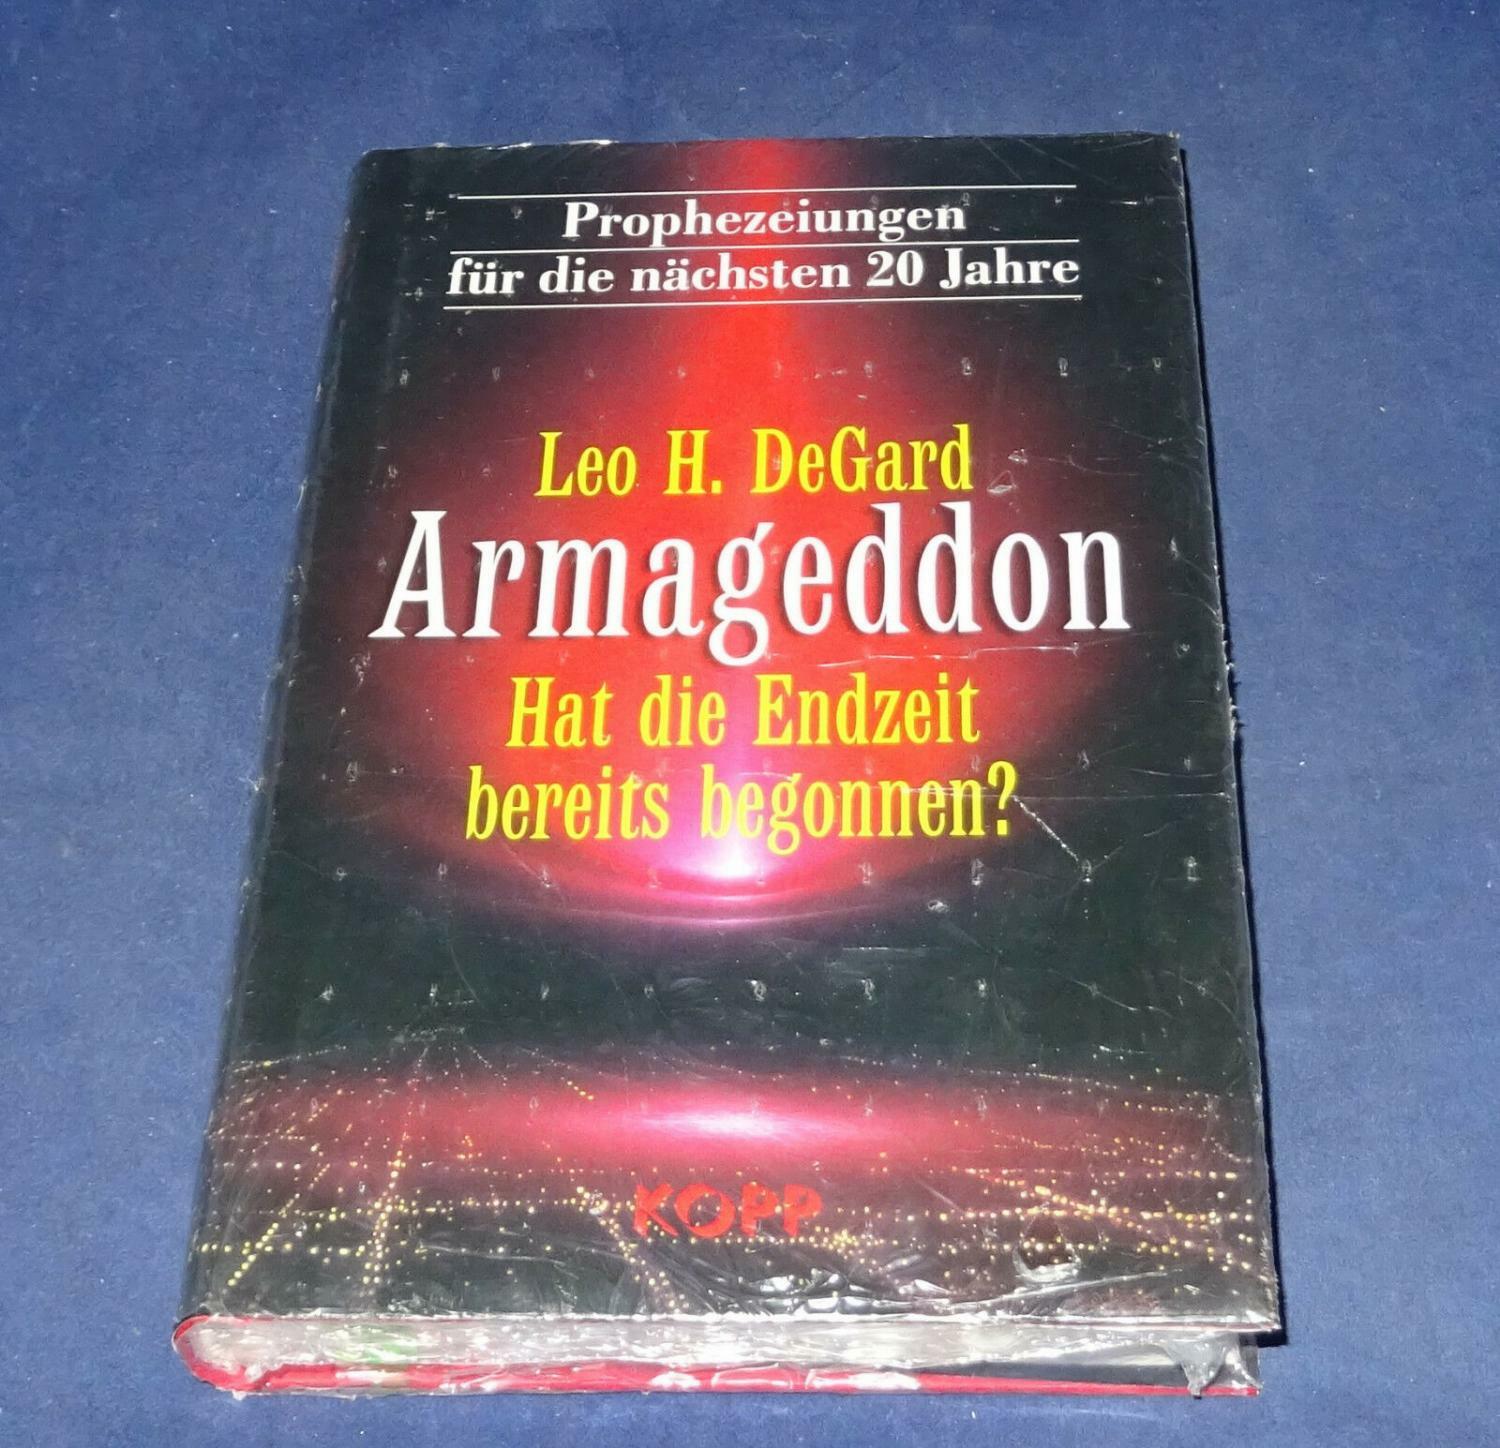 Prophezeiungen
für die nächsten 20 Jahre
Leo H. DeGard
Armageddon
Hat die Endzeit
bereits begonnen?
KOPP